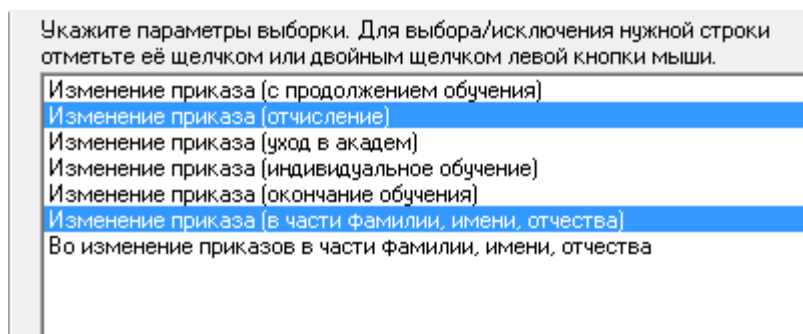 Укажите параметры выборки. Для выбора/исключения нужной строки
отметьте её щелчком или двойным щелчком левой кнопки мыши.
Изменение приказа (с продолжением обучения)
Изменение приказа (отчисление)
Изменение приказа (уход в академ)
Изменение приказа (индивидуальное обучение)
Изменение приказа (окончание обучения)
Изменение приказа (в части фамилии, имени, отчества)
Во изменение приказов в части фамилии, имени, отчества